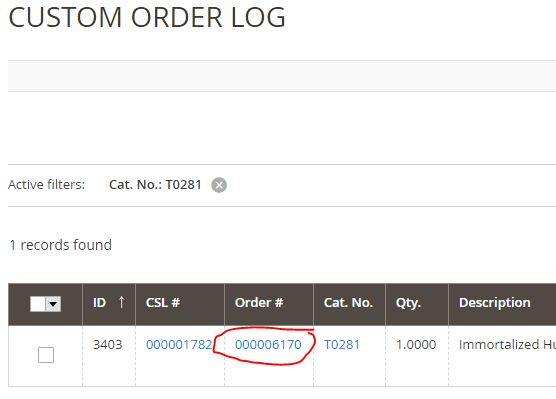 CUSTOM ORDER LOG
Active filters: Cat. No.: T0281
1 records found
ID ↑ CSL # Order # Cat. No. Qty. Description
3403 000001782 000006170 T0281 1.0000 Immortalized